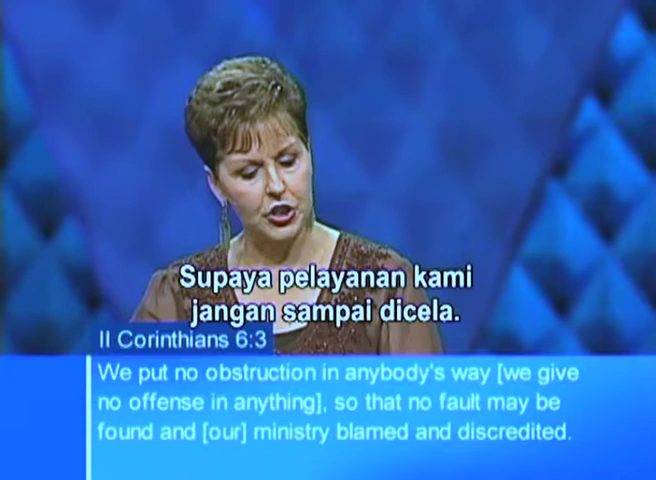 Supaya pelayanan kami
jangan sampai dicela.
II Corinthians 6:3
We put no obstruction in anybody's way [we give
no offense in anything], so that no fault may be
found and [our] ministry blamed and discredited.